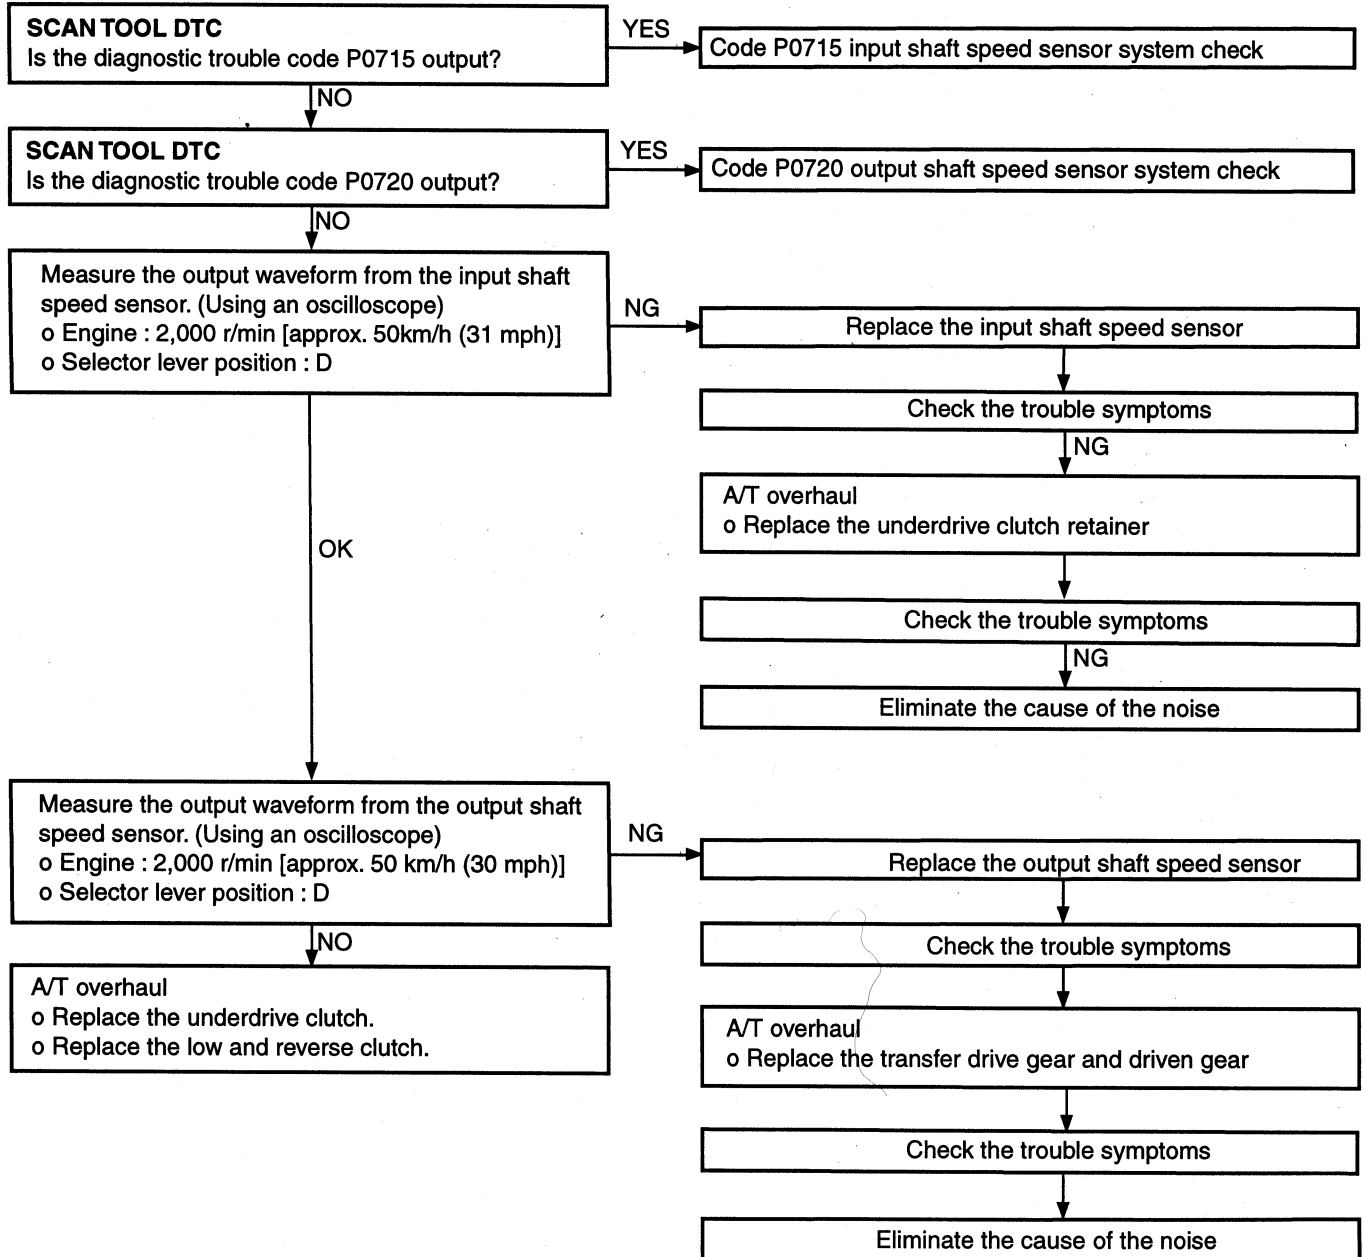 SCAN TOOL DTC
Is the diagnostic trouble code P0715 output?
YES
Code P0715 input shaft speed sensor system check
NO
SCAN TOOL DTC
Is the diagnostic trouble code P0720 output?
YES
Code P0720 output shaft speed sensor system check
NO
Measure the output waveform from the input shaft
speed sensor. (Using an oscilloscope)
o Engine : 2,000 r/min [approx. 50km/h (31 mph)]
o Selector lever position : D
NG
Replace the input shaft speed sensor
Check the trouble symptoms
NG
A/T overhaul
o Replace the underdrive clutch retainer
Check the trouble symptoms
NG
Eliminate the cause of the noise
OK
Measure the output waveform from the output shaft
speed sensor. (Using an oscilloscope)
o Engine : 2,000 r/min [approx. 50 km/h (30 mph)]
o Selector lever position : D
NG
Replace the output shaft speed sensor
Check the trouble symptoms
A/T overhaul
o Replace the transfer drive gear and driven gear
Check the trouble symptoms
Eliminate the cause of the noise
NO
A/T overhaul
o Replace the underdrive clutch.
o Replace the low and reverse clutch.